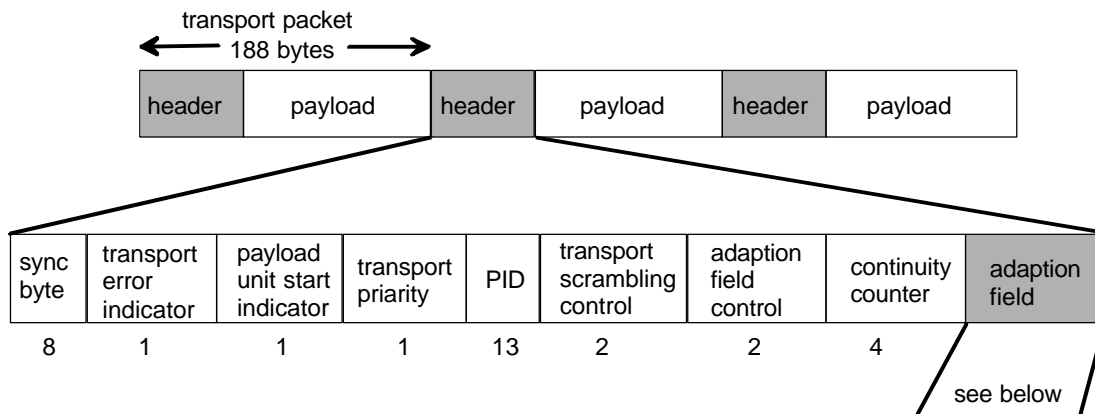 transport packet
188 bytes
header
payload
header
payload
header
payload
sync
byte
transport
error
indicator
payload
unit start
indicator
transport
priarity
PID
transport
scrambling
control
adaption
field
control
continuity
counter
adaption
field
8
1
1
1
13
2
2
4
see below